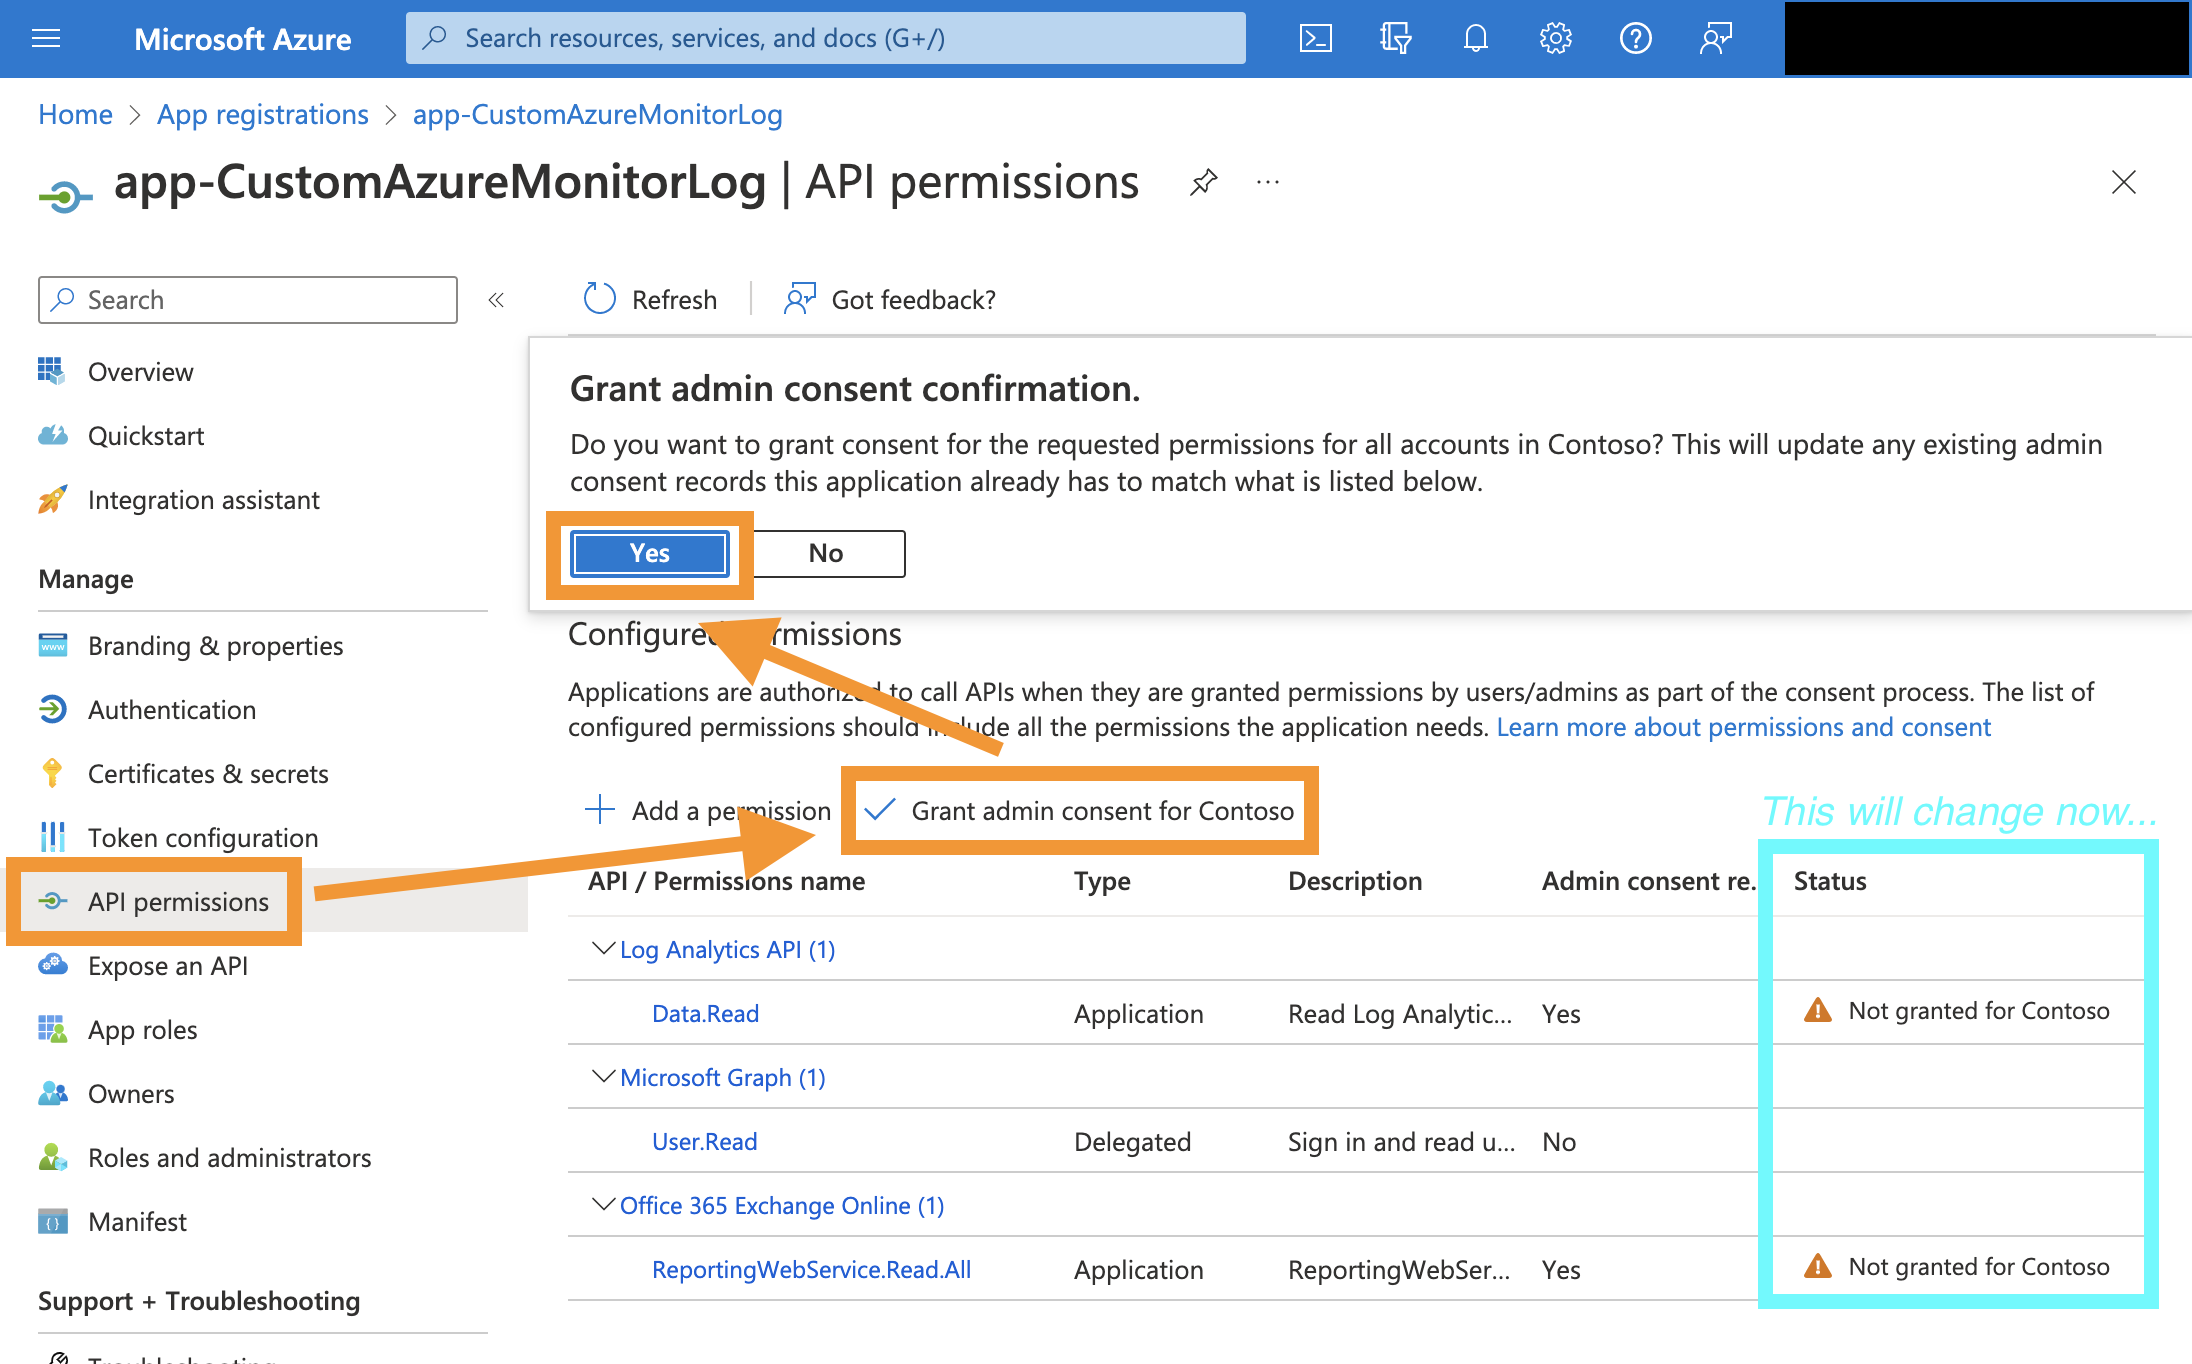 Microsoft Azure
Search resources, services, and docs (G+/)
Home > App registrations > app-CustomAzureMonitorLog
app-CustomAzureMonitorLog | API permissions
Search
Refresh
Got feedback?
Overview
Quickstart
Integration assistant
Manage
Branding & properties
Authentication
Certificates & secrets
Token configuration
API permissions
Expose an API
App roles
Owners
Roles and administrators
Manifest
Support + Troubleshooting
Troubleshooting
Grant admin consent confirmation.
Do you want to grant consent for the requested permissions for all accounts in Contoso? This will update any existing admin
consent records this application already has to match what is listed below.
Yes
No
Configured permissions
Applications are authorized to call APIs when they are granted permissions by users/admins as part of the consent process. The list of
configured permissions should include all the permissions the application needs. Learn more about permissions and consent
Add a permission
Grant admin consent for Contoso
This will change now...
API / Permissions name Type Description Admin consent re. Status
Log Analytics API (1)
Data.Read Application Read Log Analytic... Yes Not granted for Contoso
Microsoft Graph (1)
User.Read Delegated Sign in and read u... No
Office 365 Exchange Online (1)
ReportingWebService.Read.All Application ReportingWebSer... Yes Not granted for Contoso